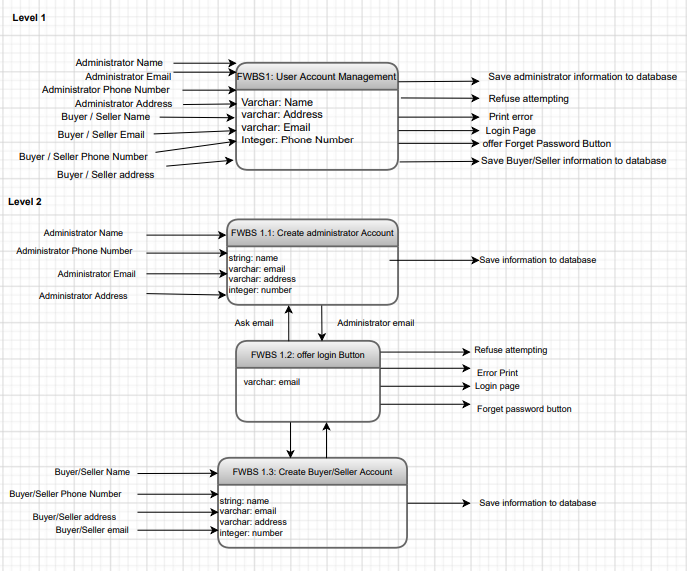 Level 1
Administrator Name
Administrator Email
Administrator Phone Number
Administrator Address
Buyer / Seller Name
Buyer / Seller Email
Buyer / Seller Phone Number
Buyer / Seller address
FWBS1: User Account Management
Varchar: Name
varchar: Address
varchar: Email
Integer: Phone Number
Save administrator information to database
Refuse attempting
Print error
Login Page
offer Forget Password Button
Save Buyer/Seller information to database
Level 2
Administrator Name
Administrator Phone Number
Administrator Email
Administrator Address
FWBS 1.1: Create administrator Account
string: name
varchar: email
varchar: address
integer: number
Save information to database
Ask email
Administrator email
FWBS 1.2: offer login Button
varchar: email
Refuse attempting
Error Print
Login page
Forget password button
Buyer/Seller Name
Buyer/Seller Phone Number
Buyer/Seller address
Buyer/Seller email
FWBS 1.3: Create Buyer/Seller Account
string: name
varchar: email
varchar: address
integer: number
Save information to database